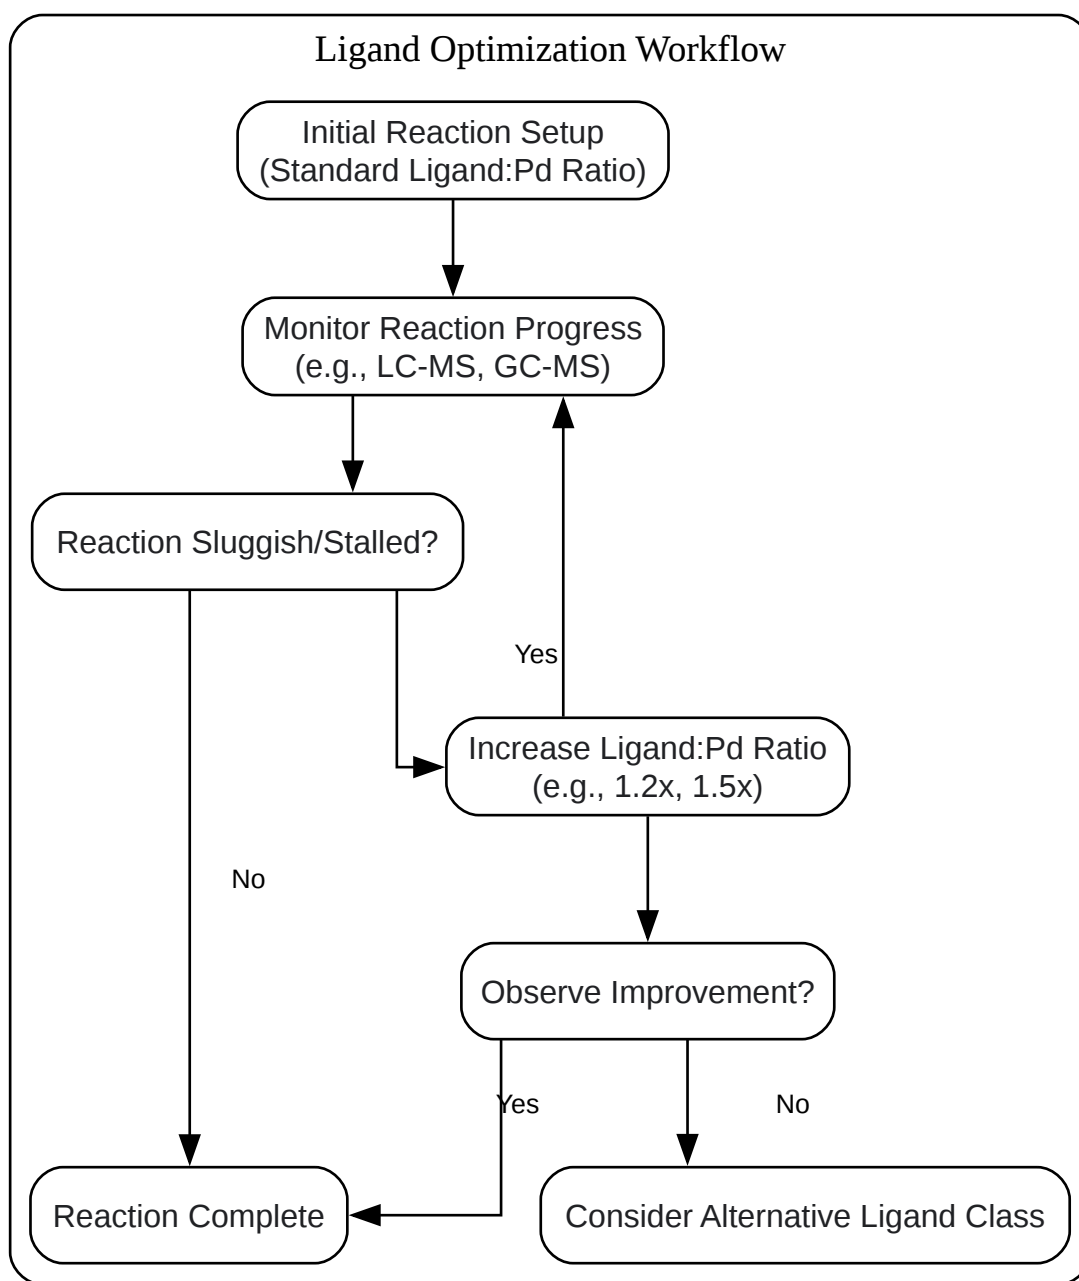 Ligand Optimization Workflow
Initial Reaction Setup
(Standard Ligand:Pd Ratio)
Monitor Reaction Progress
(e.g., LC-MS, GC-MS)
Reaction Sluggish/Stalled?
Yes
Increase Ligand:Pd Ratio
(e.g., 1.2x, 1.5x)
No
Observe Improvement?
Yes
No
Reaction Complete
Consider Alternative Ligand Class